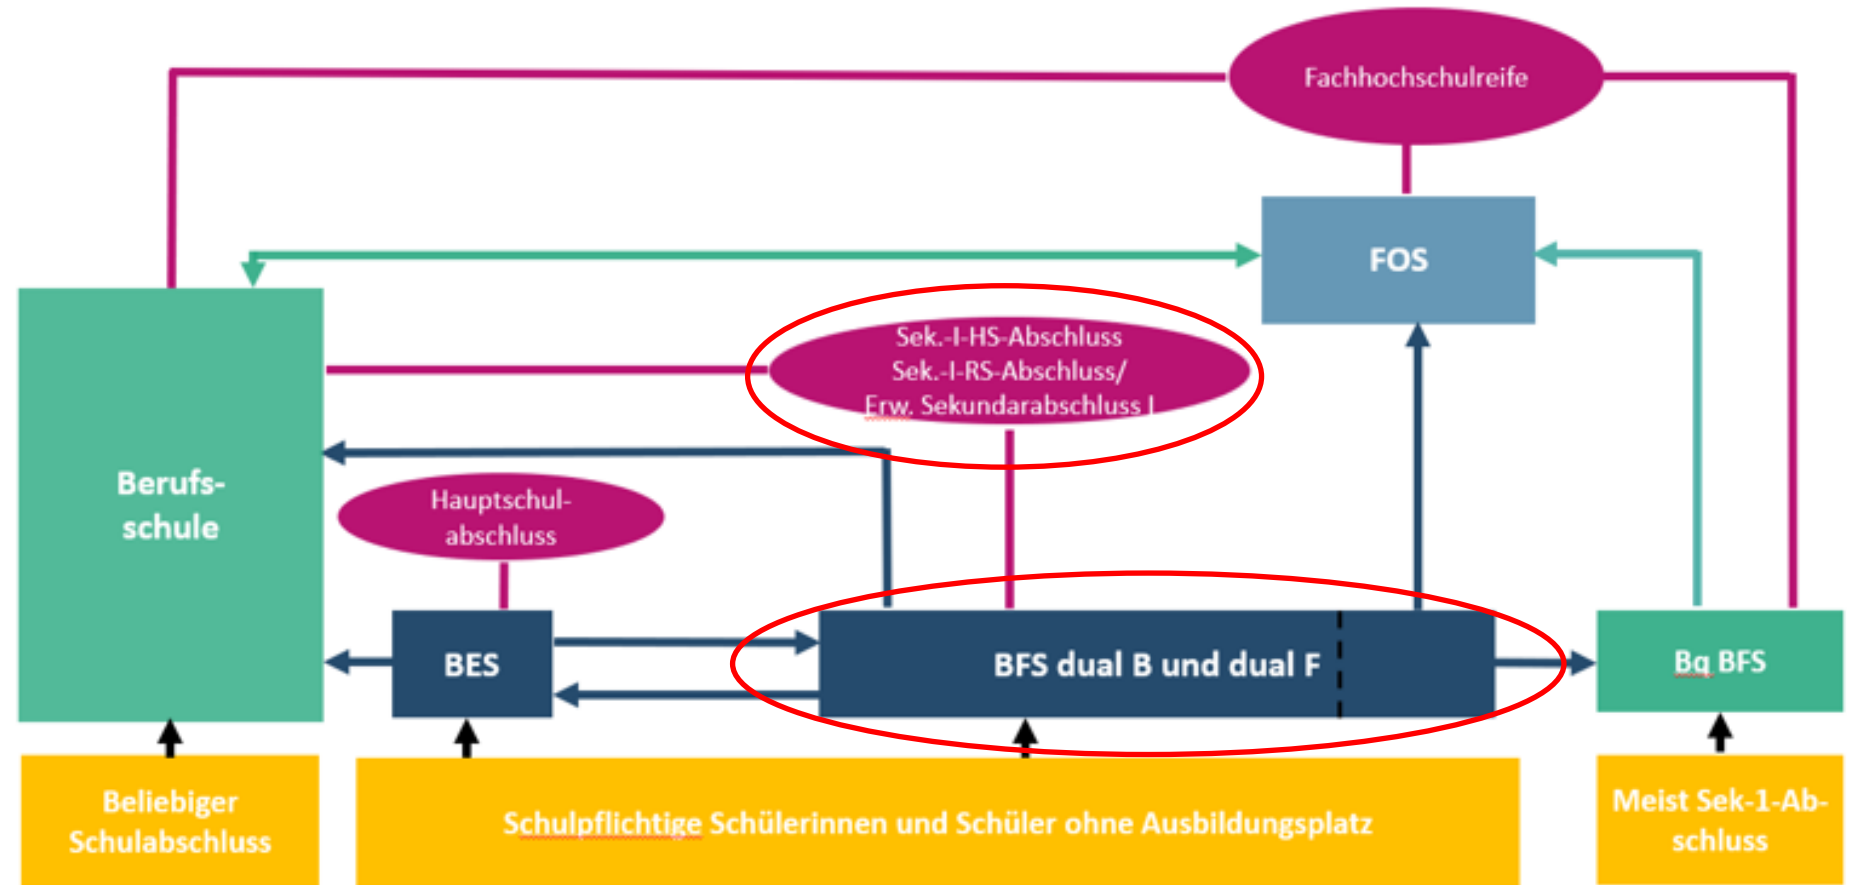 Fachhochschulreife
FOS
Sek.-I-HS-Abschluss
Sek.-I-RS-Abschluss/
Erw. Sekundarabschluss I
Berufs-
schule
Hauptschul-
abschluss
BES
BFS dual B und dual F
Bq BFS
Beliebiger
Schulabschluss
Schulpflichtige Schülerinnen und Schüler ohne Ausbildungsplatz
Meist Sek-1-Ab-
schluss